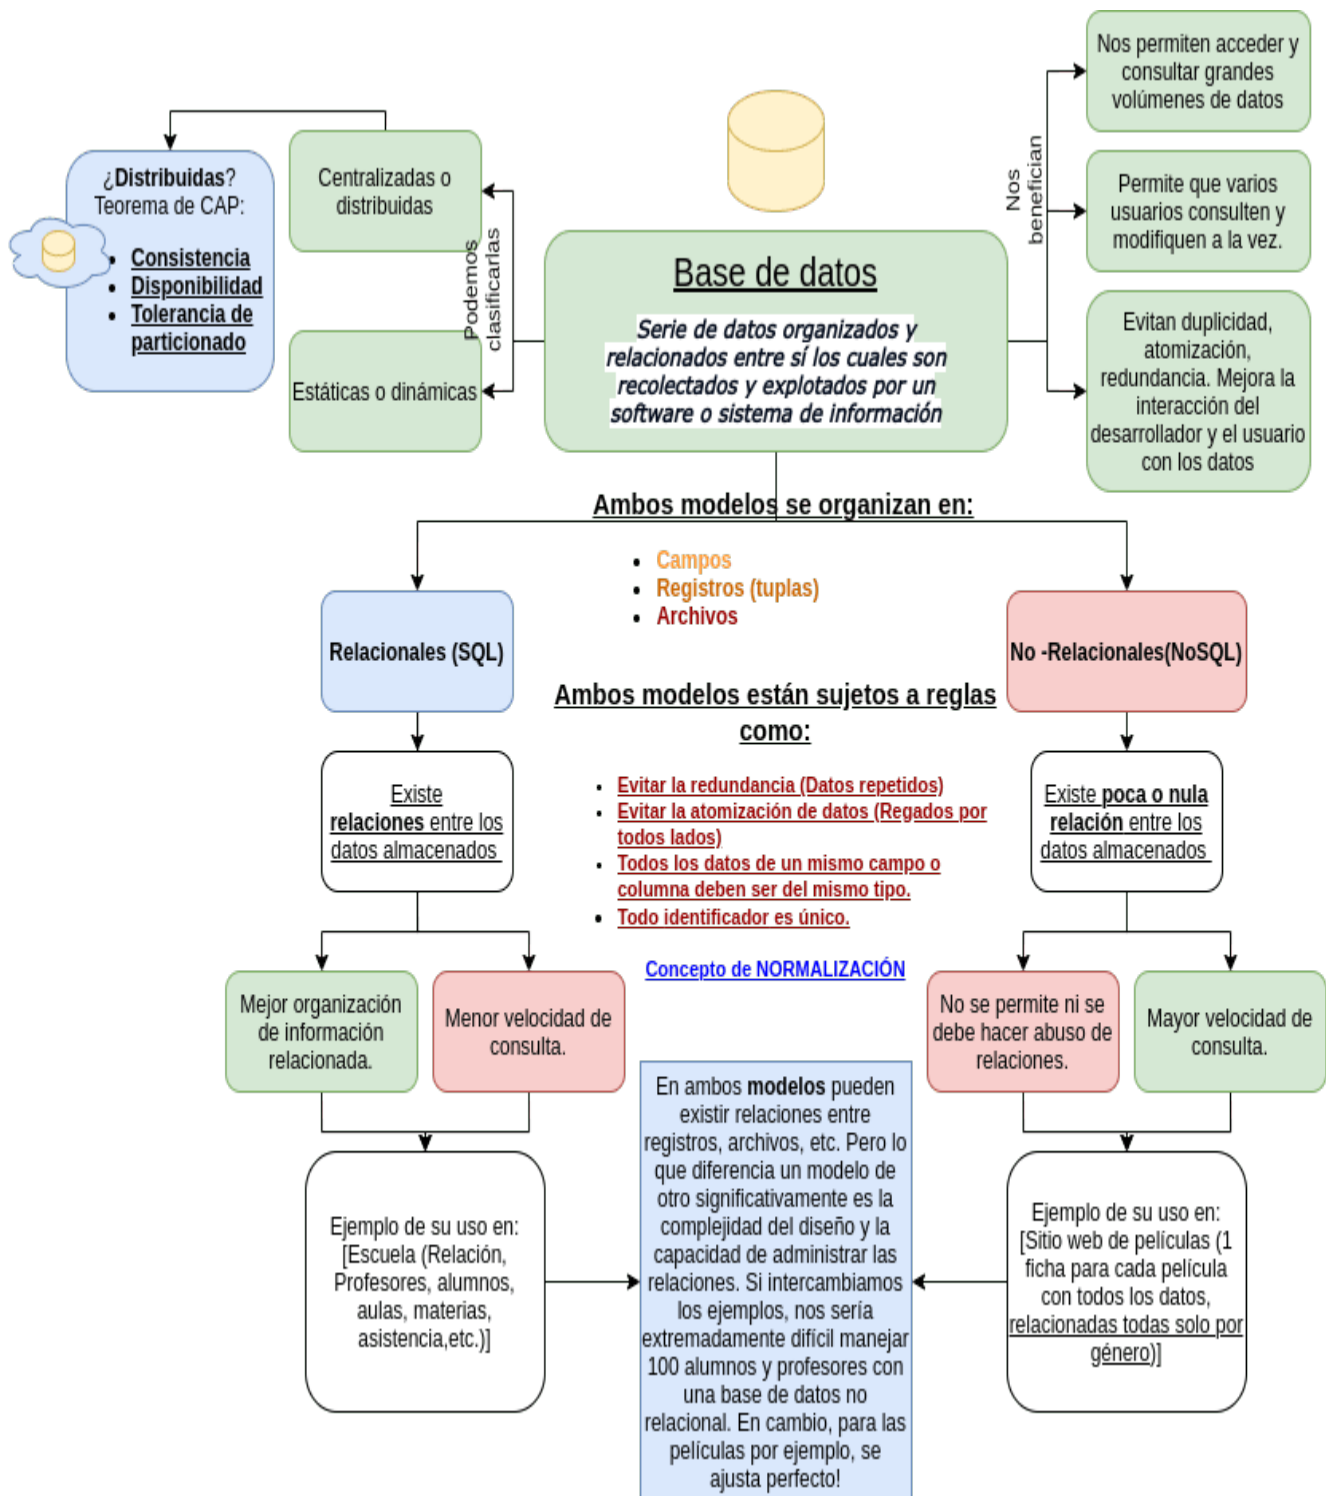 Nos permiten acceder y
consultar grandes
volúmenes de datos
¿Distribuidas?
Teorema de CAP:
Consistencia
Disponibilidad
Tolerancia de
particionado
Centralizadas o
distribuidas
Podemos
clasificarlas
Nos
benefician
Permite que varios
usuarios consulten y
modifiquen a la vez.
Base de datos
Serie de datos organizados y
relacionados entre sí los cuales son
recolectados y explotados por un
software o sistema de información
Estáticas o dinámicas
Evitan duplicidad,
atomización,
redundancia. Mejora la
interacción del
desarrollador y el usuario
con los datos
Ambos modelos se organizan en:
Campos
Registros (tuplas)
Archivos
Relacionales (SQL)
No -Relacionales(NoSQL)
Ambos modelos están sujetos a reglas
como:
Evitar la redundancia (Datos repetidos)
Evitar la atomización de datos (Regados por
todos lados)
Todos los datos de un mismo campo o
columna deben ser del mismo tipo.
Todo identificador es único.
Concepto de NORMALIZACIÓN
Existe
relaciones entre los
datos almacenados
Existe poca o nula
relación entre los
datos almacenados
Mejor organización
de información
relacionada.
Menor velocidad de
consulta.
No se permite ni se
debe hacer abuso de
relaciones.
Mayor velocidad de
consulta.
Ejemplo de su uso en:
[Escuela (Relación,
Profesores, alumnos,
aulas, materias,
asistencia,etc.)]
En ambos modelos pueden
existir relaciones entre
registros, archivos, etc. Pero lo
que diferencia un modelo de
otro significativamente es la
complejidad del diseño y la
capacidad de administrar las
relaciones. Si intercambiamos
los ejemplos, nos sería
extremadamente difícil manejar
100 alumnos y profesores con
una base de datos no
relacional. En cambio, para las
películas por ejemplo, se
ajusta perfecto!
Ejemplo de su uso en:
[Sitio web de películas (1
ficha para cada película
con todos los datos,
relacionadas todas solo por
género)]